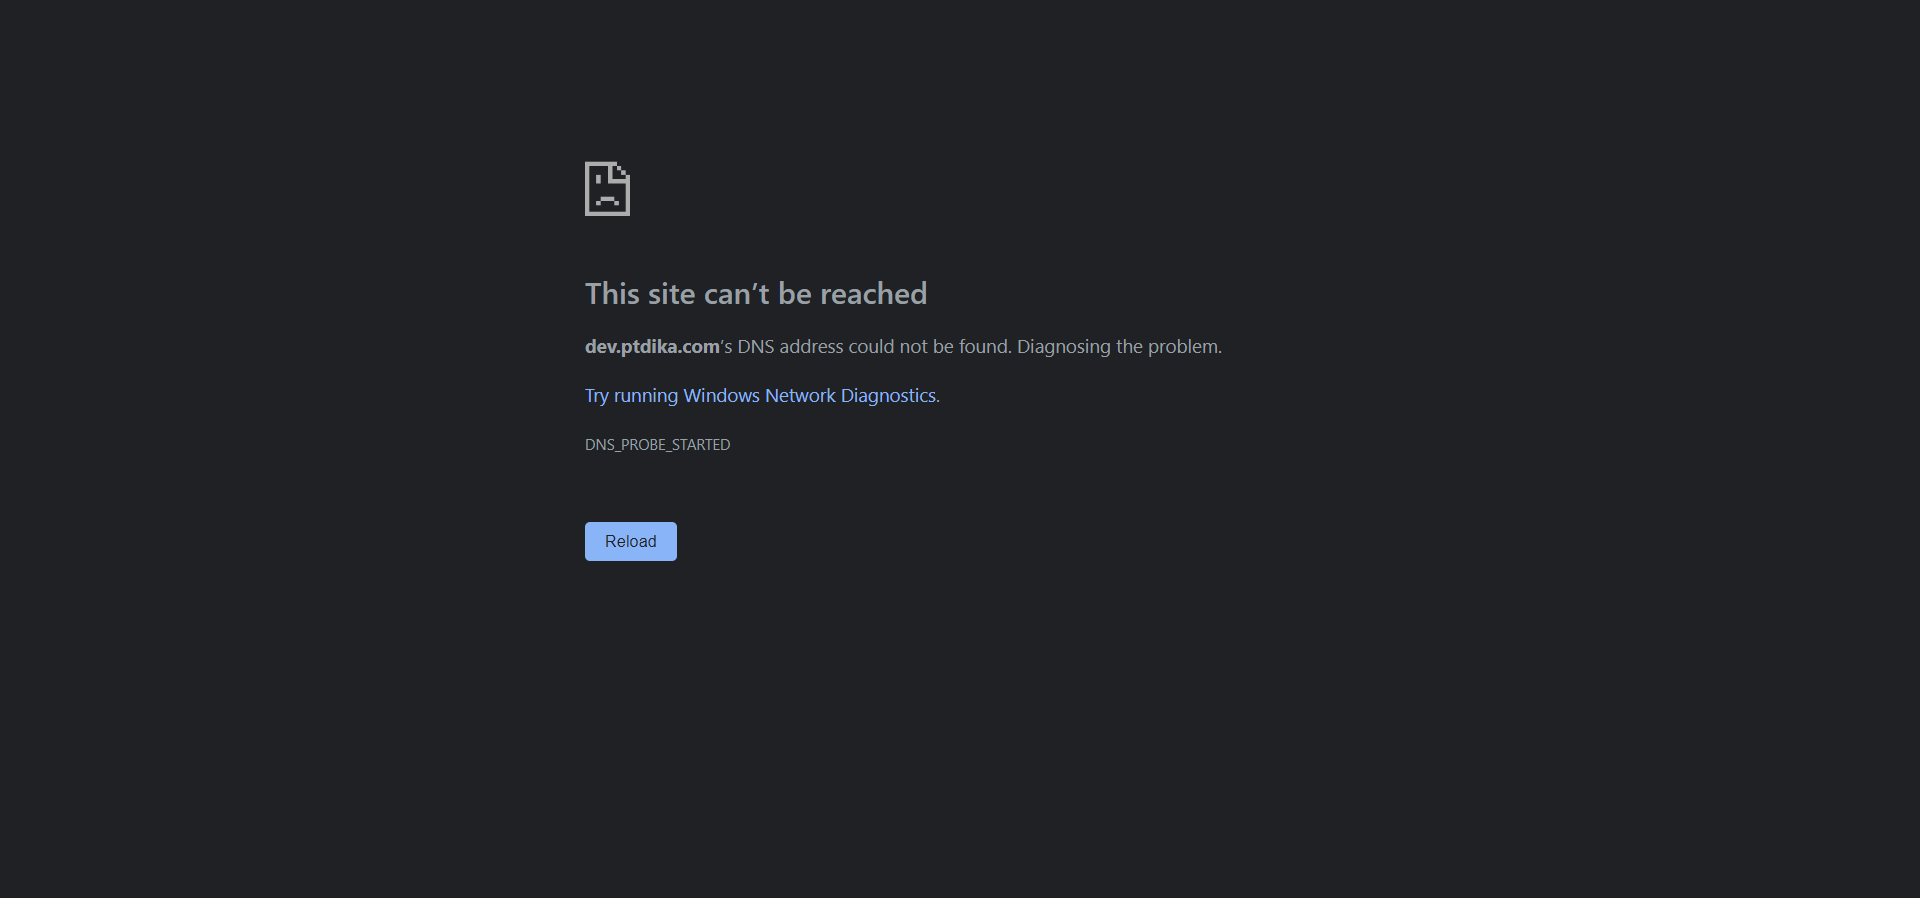 This site can’t be reached
dev.ptdika.com’s DNS address could not be found. Diagnosing the problem.
Try running Windows Network Diagnostics.
DNS_PROBE_STARTED
Reload